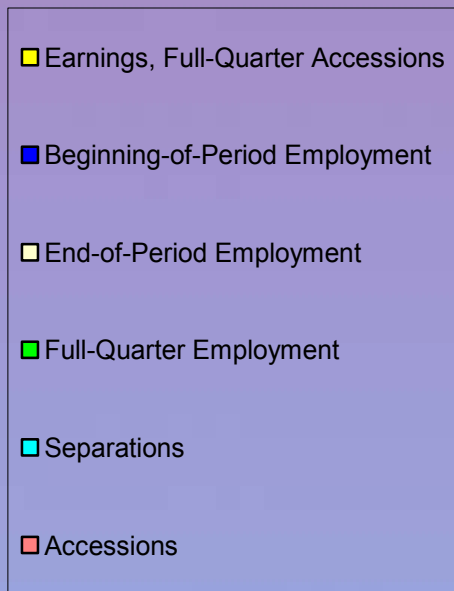 Earnings, Full-Quarter Accessions
Beginning-of-Period Employment
End-of-Period Employment
Full-Quarter Employment
Separations
Accessions